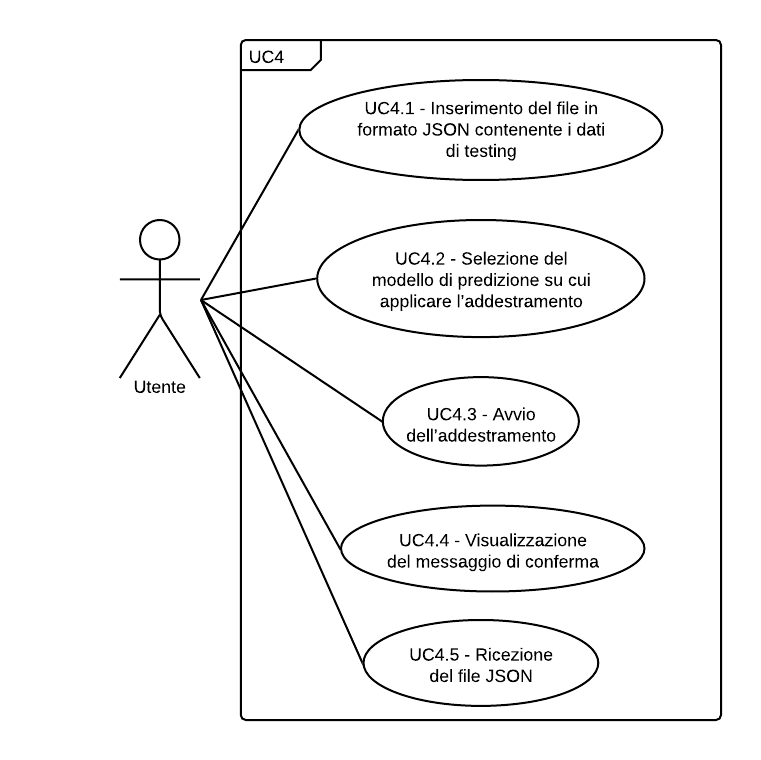 UC4
UC4.1 - Inserimento del file in
formato JSON contenente i dati
di testing
UC4.2 - Selezione del
modello di predizione su cui
applicare l'addestramento
Utente
UC4.3 - Avvio
dell'addestramento
UC4.4 - Visualizzazione
del messaggio di conferma
UC4.5 - Ricezione
del file JSON